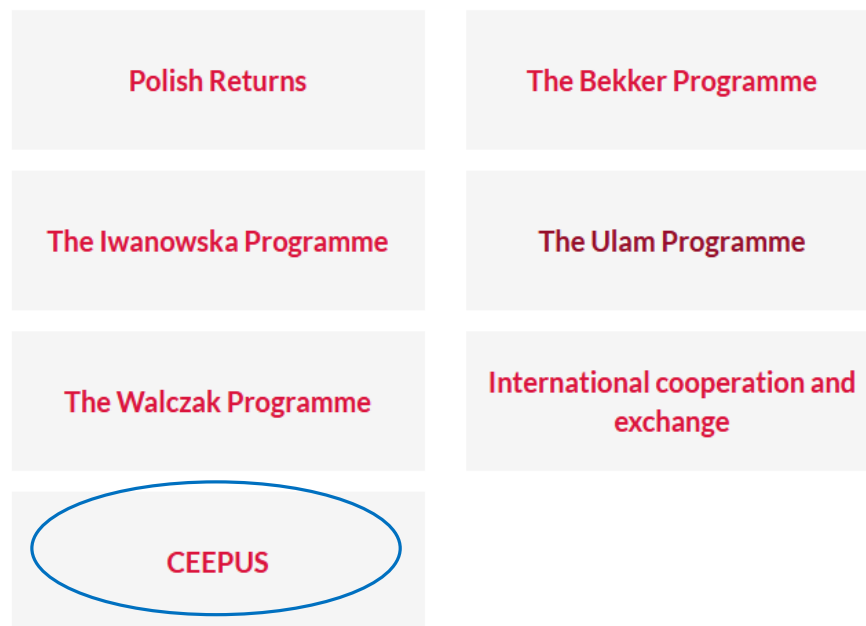 Polish Returns
The Bekker Programme
The Iwanowska Programme
The Ulam Programme
The Walczak Programme
International cooperation and
exchange
CEEPUS